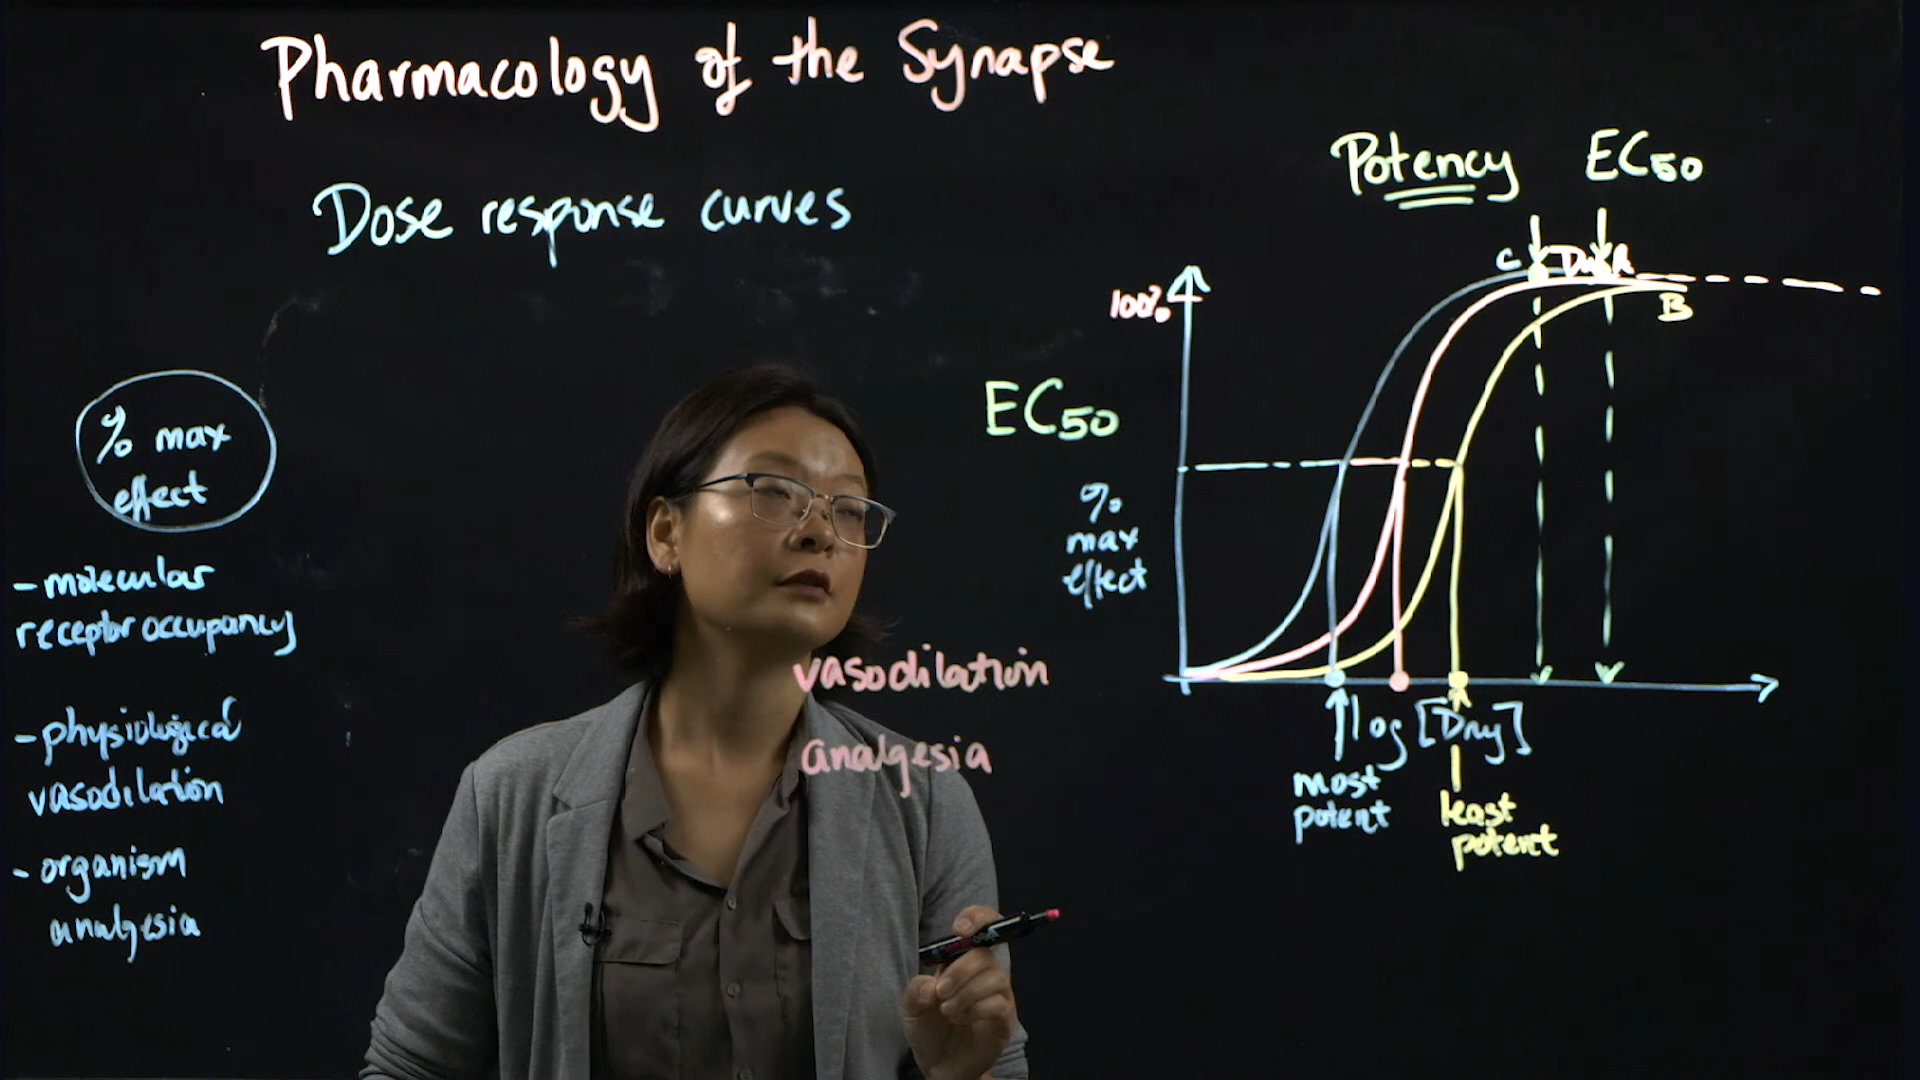 Pharmacology of the Synapse
Dose response curves
% max
effect
- molecular
receptor occupancy
- physiological
vasodilation
- organism
analgesia
vasodilation
analgesia
Potency EC50
C A
B
100%
EC50
%
max
effect
log [Drug]
most
potent
least
potent